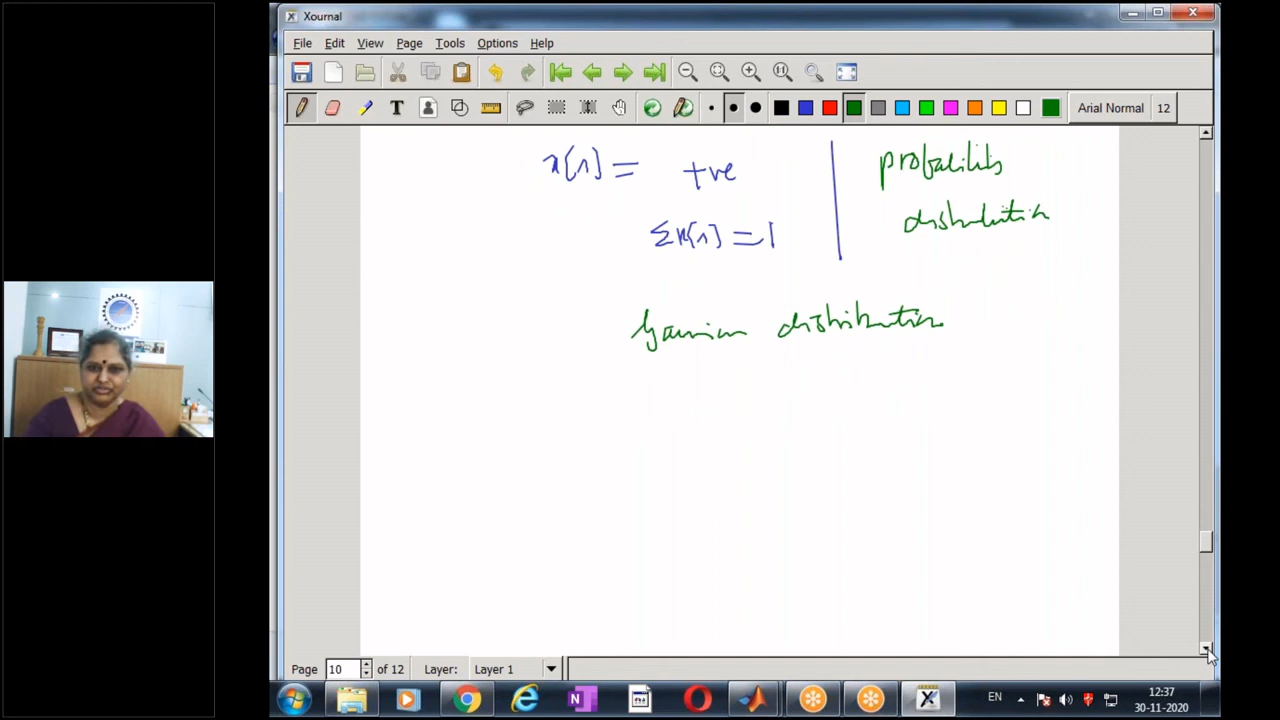 Xournal
File Edit View Page Tools Options Help
Arial Normal 12
x[n] = +ve
Σx[n] = 1
probability
distribution
Gaussian distribution
Page 10 of 12 Layer: Layer 1
EN
12:37
30-11-2020